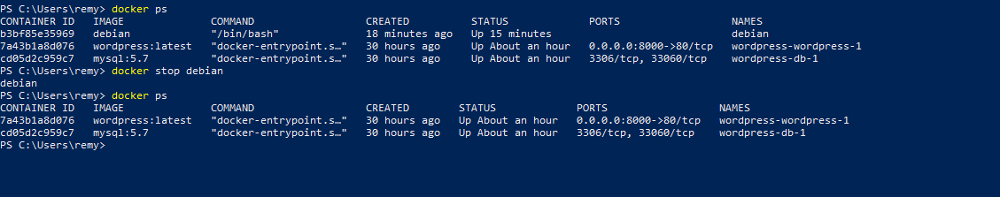 PS C:\Users\remy> docker ps
CONTAINER ID   IMAGE              COMMAND                  CREATED          STATUS              PORTS                  NAMES
b3bf85e35969   debian             "/bin/bash"              18 minutes ago   Up 15 minutes                              debian
7a43b1a8d076   wordpress:latest   "docker-entrypoint.s…"   30 hours ago     Up About an hour    0.0.0.0:8000->80/tcp   wordpress-wordpress-1
cd05d2c959c7   mysql:5.7          "docker-entrypoint.s…"   30 hours ago     Up About an hour    3306/tcp, 33060/tcp    wordpress-db-1
PS C:\Users\remy> docker stop debian
debian
PS C:\Users\remy> docker ps
CONTAINER ID   IMAGE              COMMAND                  CREATED        STATUS             PORTS                  NAMES
7a43b1a8d076   wordpress:latest   "docker-entrypoint.s…"   30 hours ago   Up About an hour   0.0.0.0:8000->80/tcp   wordpress-wordpress-1
cd05d2c959c7   mysql:5.7          "docker-entrypoint.s…"   30 hours ago   Up About an hour   3306/tcp, 33060/tcp    wordpress-db-1
PS C:\Users\remy>